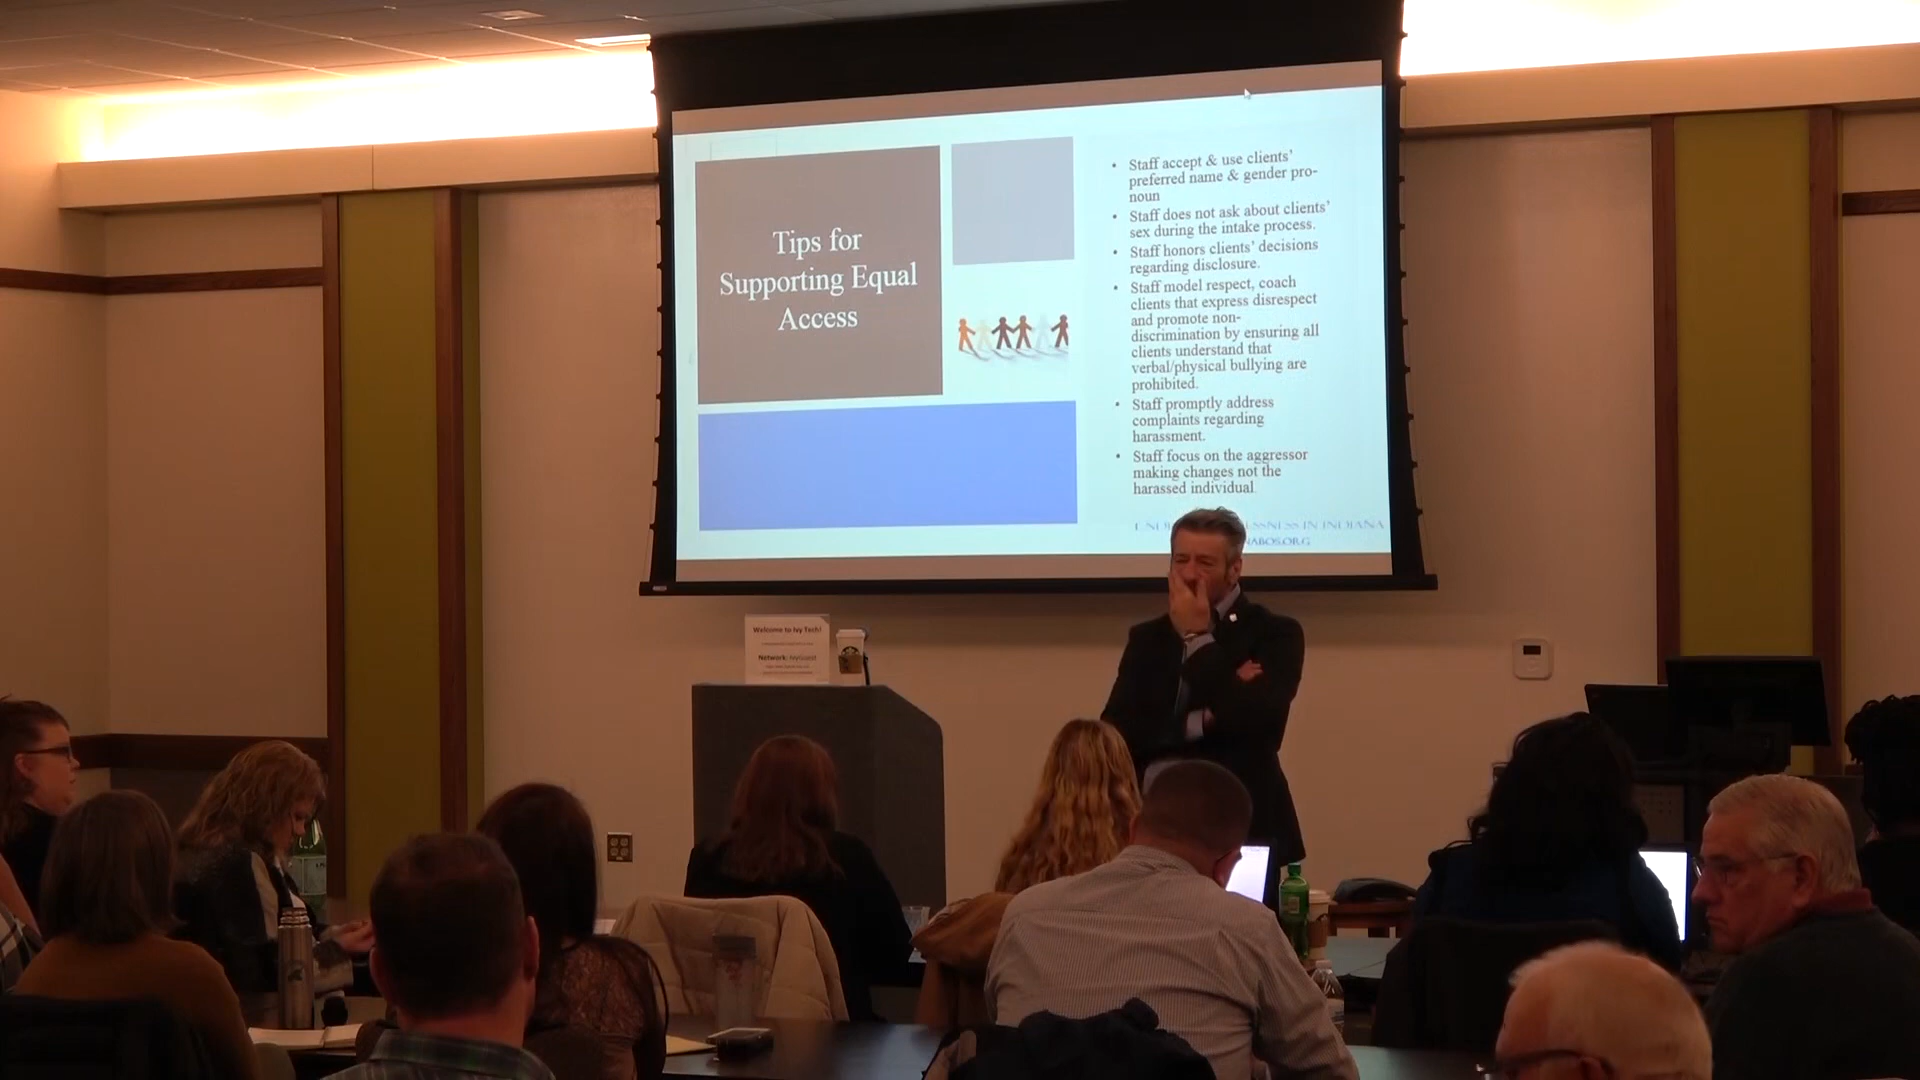 Tips for
Supporting Equal
Access
• Staff accept & use clients’
preferred name & gender pro-
noun
• Staff does not ask about clients’
sex during the intake process.
• Staff honors clients’ decisions
regarding disclosure.
• Staff model respect, coach
clients that express disrespect
and promote non-
discrimination by ensuring all
clients understand that
verbal/physical bullying are
prohibited.
• Staff promptly address
complaints regarding
harassment.
• Staff focus on the aggressor
making changes not the
harassed individual.
IN INDIANA
Welcome to Ivy Tech!
Network: IvyGuest